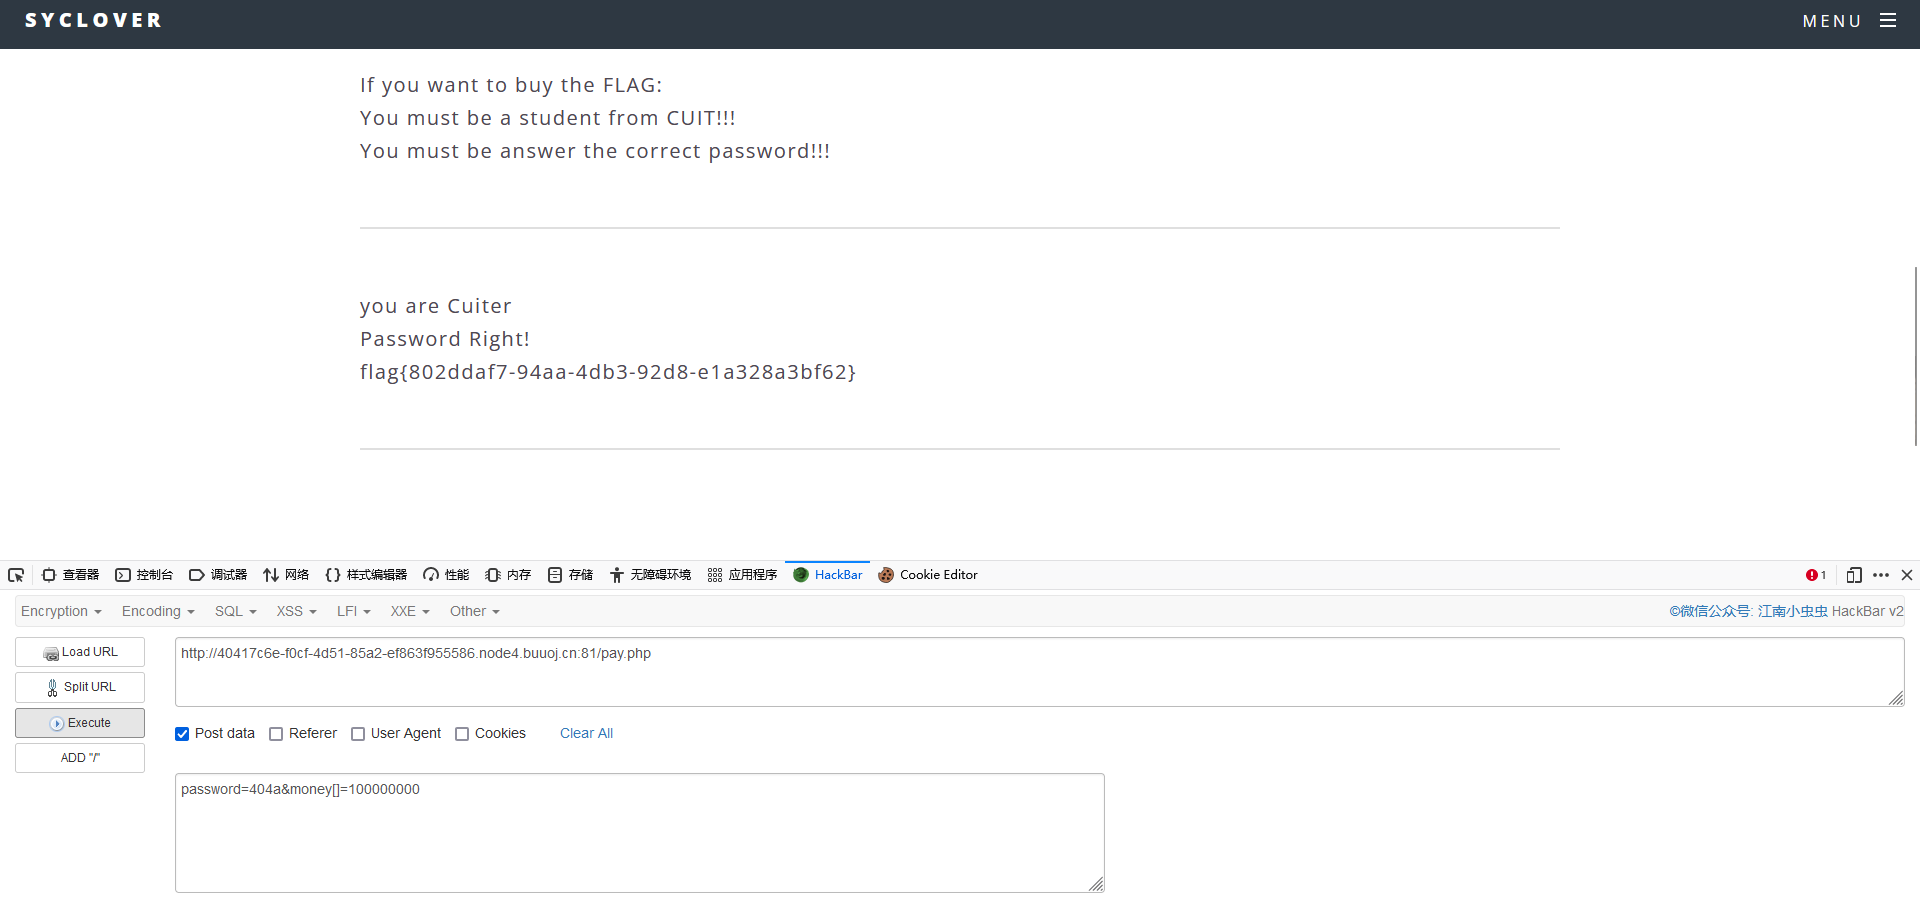 SYCLOVER
MENU
If you want to buy the FLAG:
You must be a student from CUIT!!!
You must be answer the correct password!!!
you are Cuiter
Password Right!
flag{802ddaf7-94aa-4db3-92d8-e1a328a3bf62}
查看器 控制台 调试器 网络 {} 样式编辑器 性能 内存 存储 无障碍环境 应用程序 HackBar Cookie Editor 1
Encryption Encoding SQL XSS LFI XXE Other ©微信公众号: 江南小虫虫 HackBar v2
Load URL
http://40417c6e-f0cf-4d51-85a2-ef863f955586.node4.buuoj.cn:81/pay.php
Split URL
Execute
Post data Referer User Agent Cookies Clear All
ADD "/"
password=404a&money[]=100000000